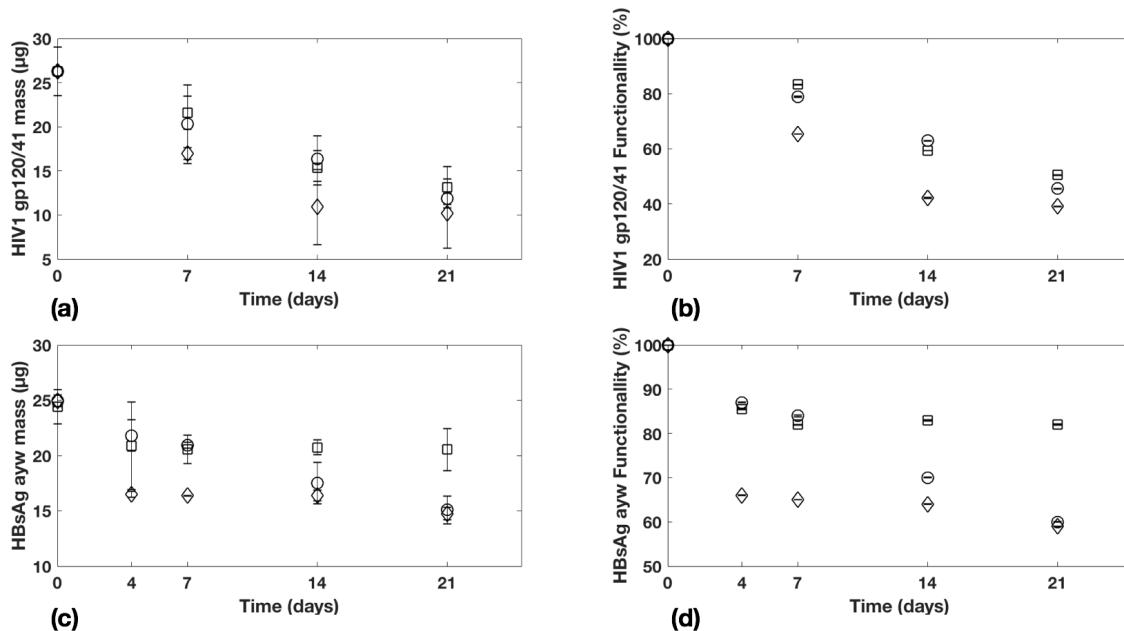 30
25
20
15
10
5
HIV1 gp120/41 mass (µg)
0 7 14 21
Time (days)
(a)
100
80
60
40
20
HIV1 gp120/41 Functionallity (%)
0 7 14 21
Time (days)
(b)
30
25
20
15
10
HBsAg ayw mass (µg)
0 4 7 14 21
Time (days)
(c)
100
90
80
70
60
50
HBsAg ayw Functionallity (%)
0 4 7 14 21
Time (days)
(d)